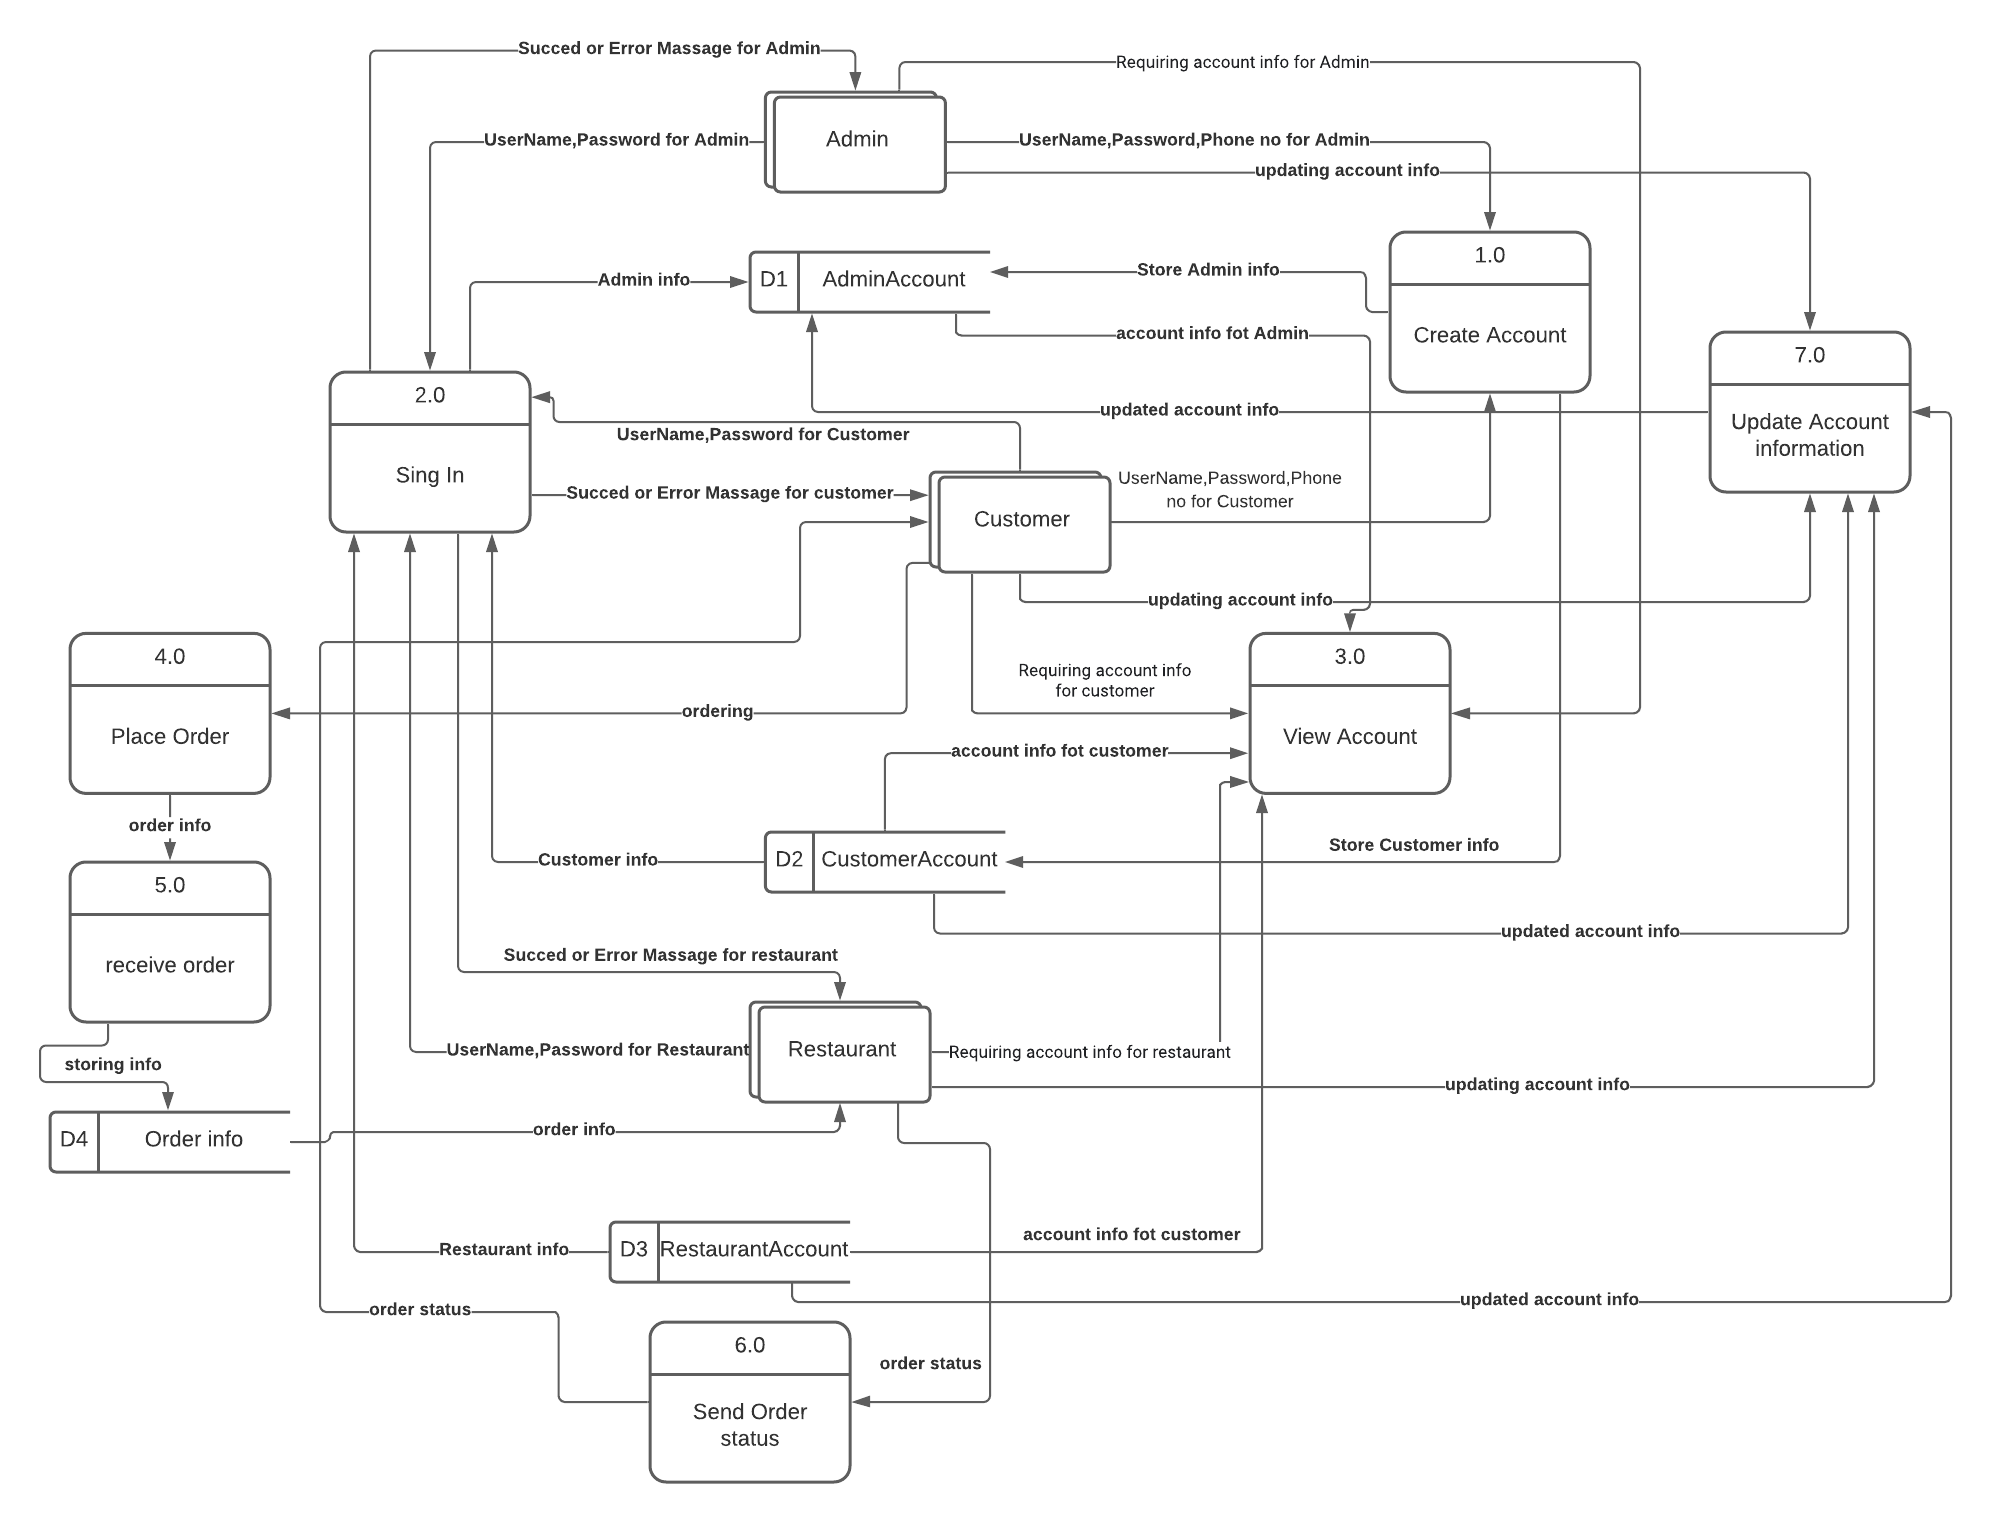 Succed or Error Massage for Admin
Requiring account info for Admin
UserName,Password for Admin
Admin
UserName,Password,Phone no for Admin
updating account info
1.0
Create Account
Admin info
D1
AdminAccount
Store Admin info
account info fot Admin
7.0
Update Account
information
2.0
Sing In
updated account info
UserName,Password for Customer
Succed or Error Massage for customer
Customer
UserName,Password,Phone
no for Customer
updating account info
4.0
Place Order
3.0
View Account
Requiring account info
for customer
ordering
account info fot customer
order info
Customer info
D2
CustomerAccount
Store Customer info
5.0
receive order
updated account info
Succed or Error Massage for restaurant
UserName,Password for Restaurant
Restaurant
Requiring account info for restaurant
storing info
updating account info
D4
Order info
order info
Restaurant info
D3
RestaurantAccount
account info fot customer
order status
updated account info
6.0
Send Order
status
order status